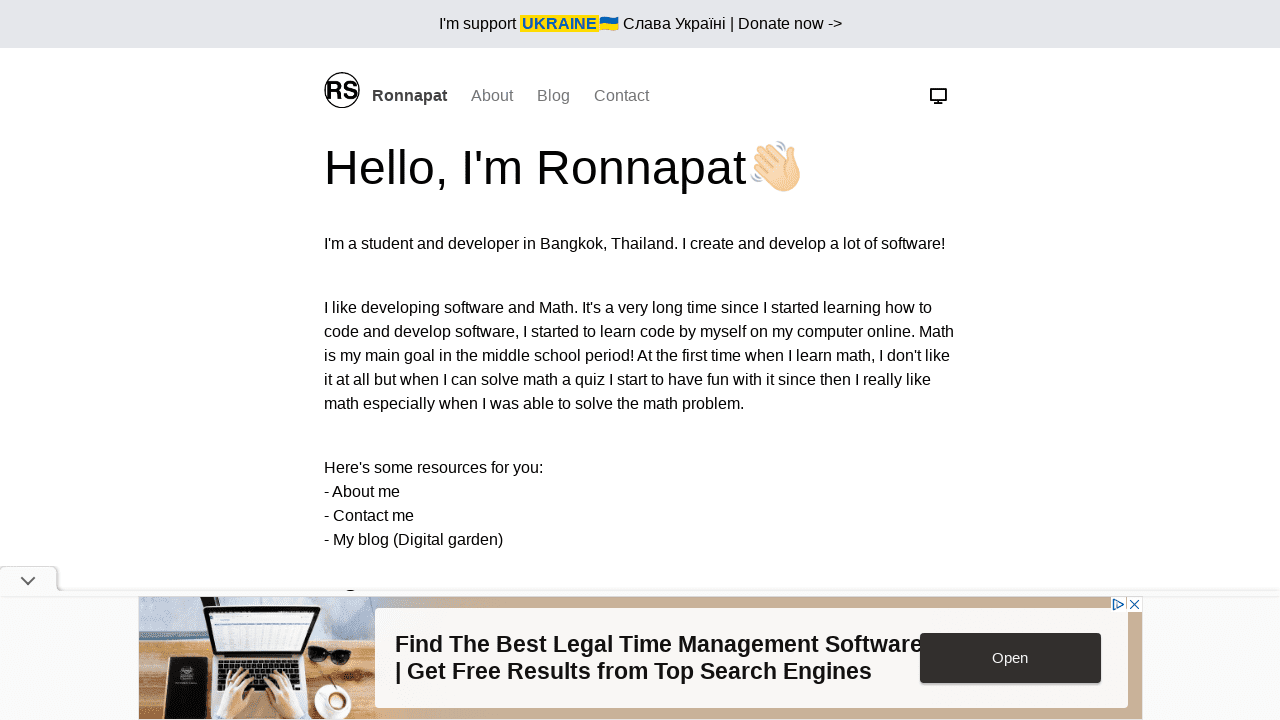 I'm support UKRAINE🇺🇦 Слава Україні | Donate now ->
RS Ronnapat About Blog Contact
Hello, I'm Ronnapat👋🏻
I'm a student and developer in Bangkok, Thailand. I create and develop a lot of software!
I like developing software and Math. It's a very long time since I started learning how to
code and develop software, I started to learn code by myself on my computer online. Math
is my main goal in the middle school period! At the first time when I learn math, I don't like
it at all but when I can solve math a quiz I start to have fun with it since then I really like
math especially when I was able to solve the math problem.
Here's some resources for you:
- About me
- Contact me
- My blog (Digital garden)
Find The Best Legal Time Management Software
| Get Free Results from Top Search Engines
Open